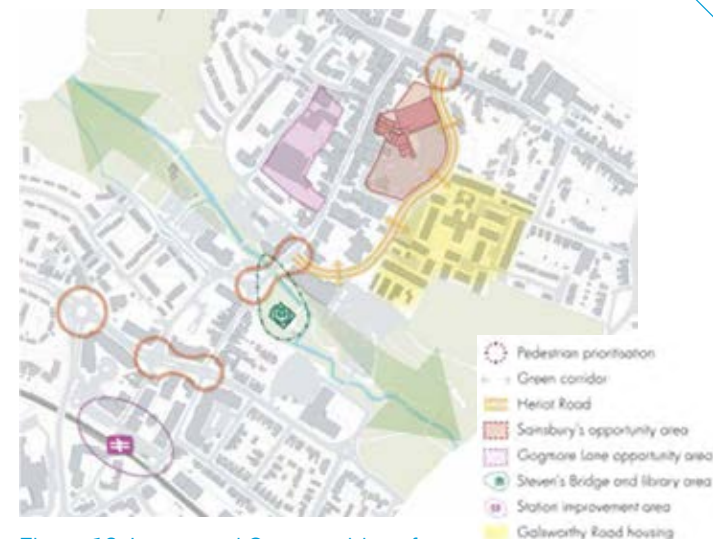 Pedestrian prioritisation
Green corridor
Heriot Road
Sainsbury's opportunity area
Gogmore Lane opportunity area
Steven's Bridge and library area
Station improvement area
Galsworthy Road housing